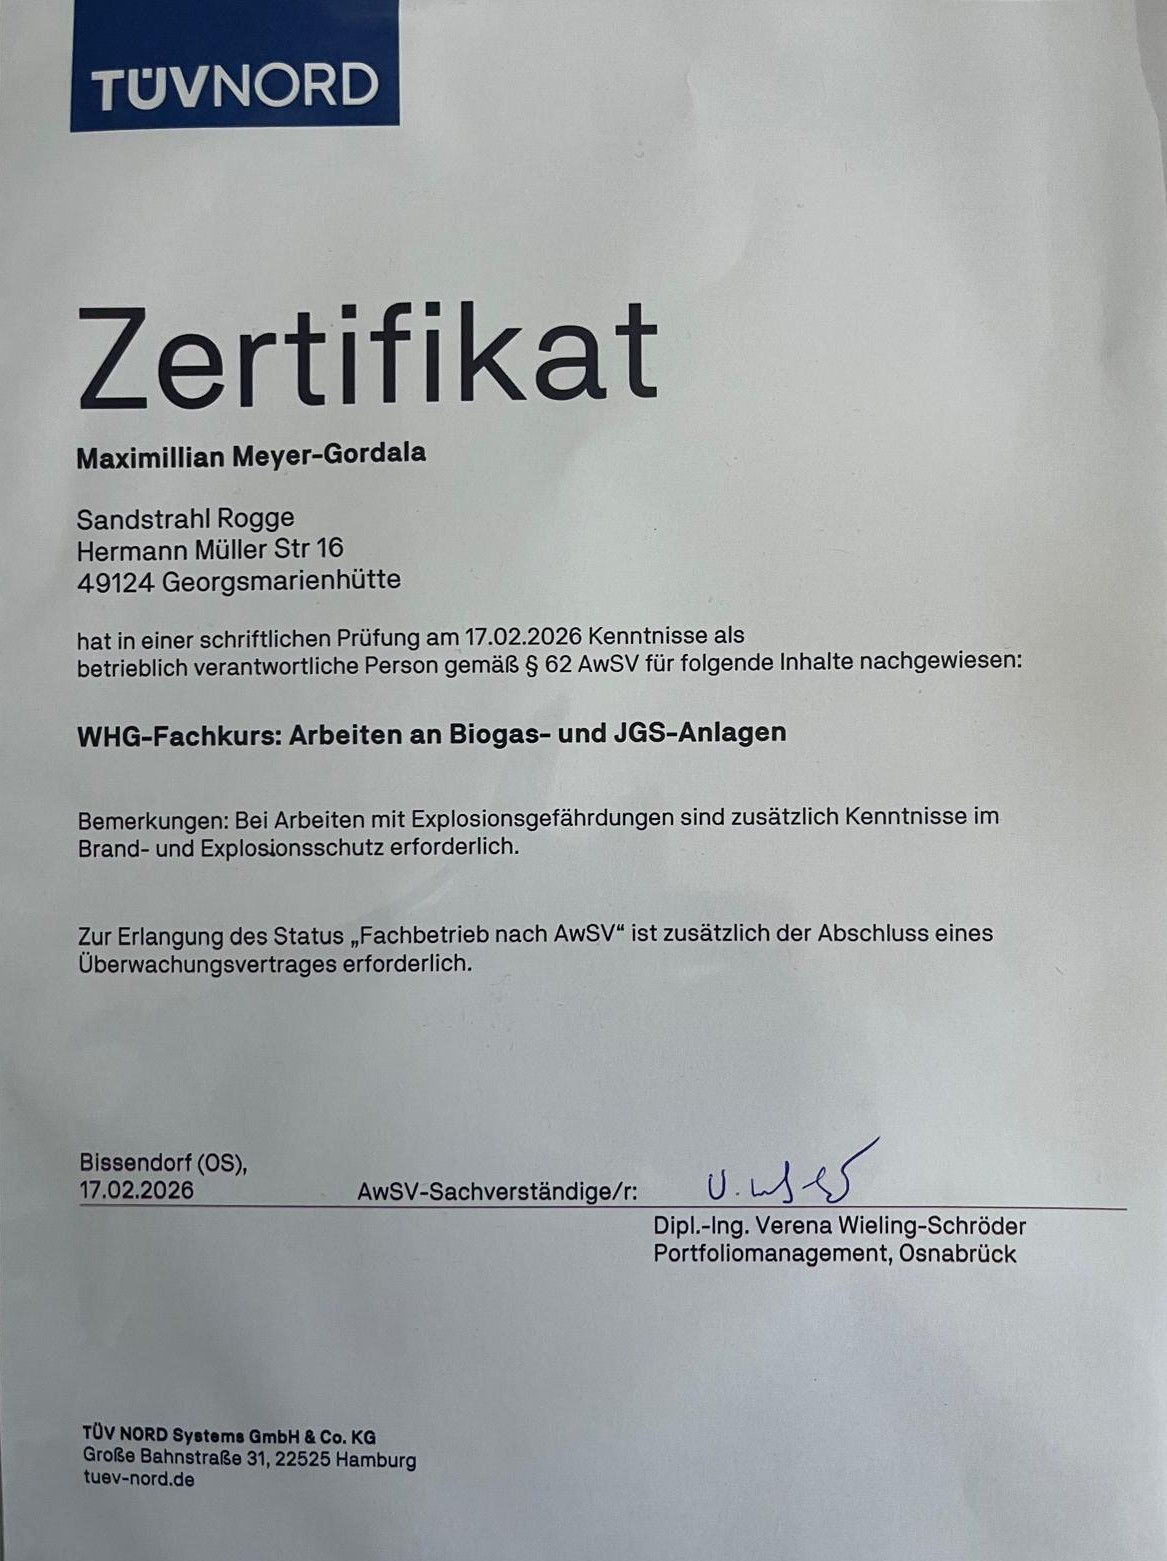 TÜVNORD
Zertifikat
Maximillian Meyer-Gordala
Sandstrahl Rogge
Hermann Müller Str 16
49124 Georgsmarienhütte
hat in einer schriftlichen Prüfung am 17.02.2026 Kenntnisse als
betrieblich verantwortliche Person gemäß § 62 AwSV für folgende Inhalte nachgewiesen:
WHG-Fachkurs: Arbeiten an Biogas- und JGS-Anlagen
Bemerkungen: Bei Arbeiten mit Explosionsgefährdungen sind zusätzlich Kenntnisse im
Brand- und Explosionsschutz erforderlich.
Zur Erlangung des Status „Fachbetrieb nach AwSV“ ist zusätzlich der Abschluss eines
Überwachungsvertrages erforderlich.
Bissendorf (OS),
17.02.2026 AwSV-Sachverständige/r:
Dipl.-Ing. Verena Wieling-Schröder
Portfoliomanagement, Osnabrück
TÜV NORD Systems GmbH & Co. KG
Große Bahnstraße 31, 22525 Hamburg
tuev-nord.de